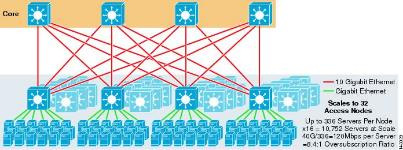 Core
10 Gigabit Ethernet
Gigabit Ethernet
Scales to 32
Access Nodes
Up to 336 Servers Per Node
x16 = 10,752 Servers at Scale
40G/336=120Mbps per Server
=8.4:1 Oversubscription Ratio